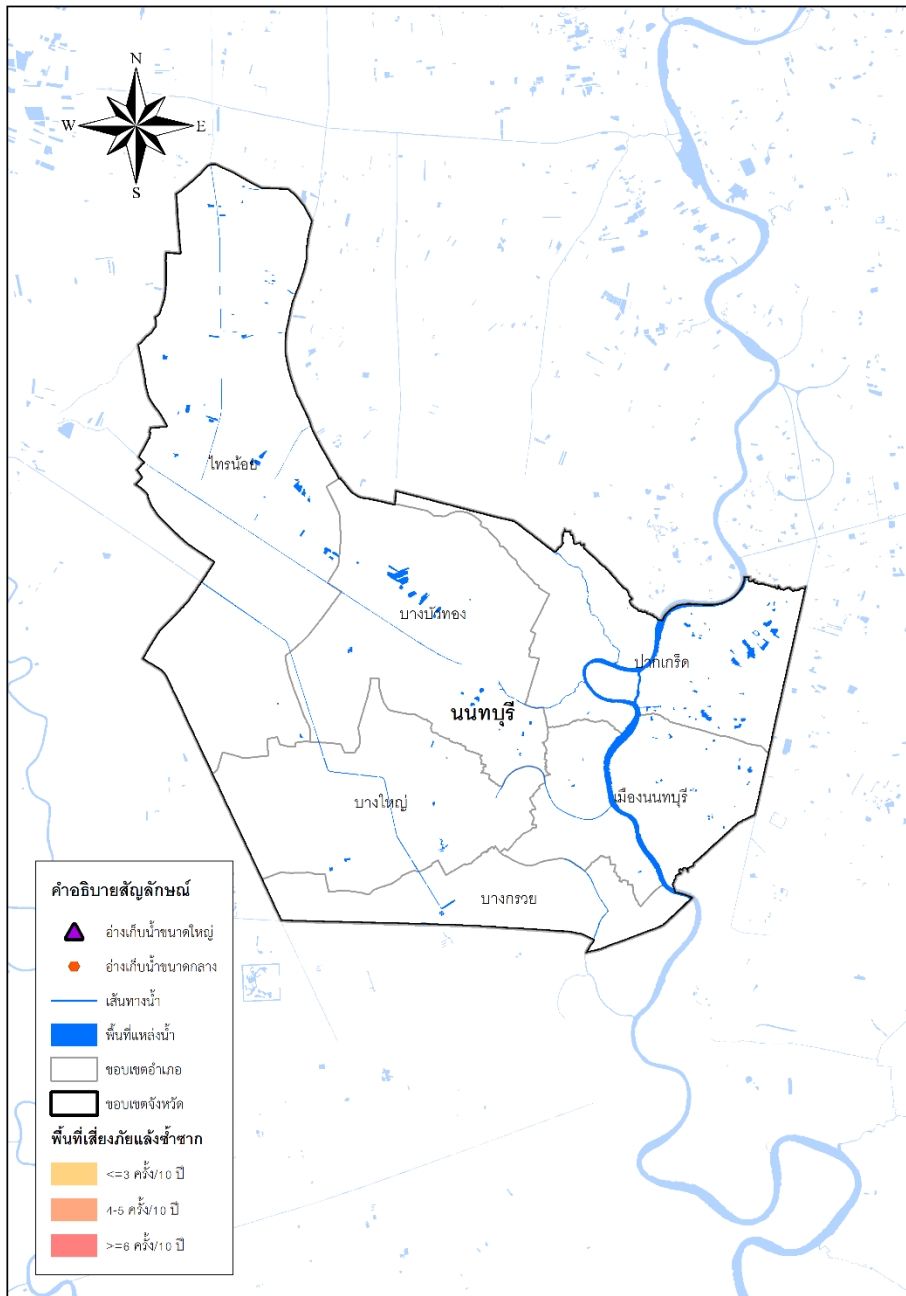 N
W E
S
ไทรน้อย
บางบัวทอง
ปากเกร็ด
นนทบุรี
บางใหญ่
เมืองนนทบุรี
บางกรวย
คำอธิบายสัญลักษณ์
อ่างเก็บน้ำขนาดใหญ่
อ่างเก็บน้ำขนาดกลาง
เส้นทางน้ำ
พื้นที่แหล่งน้ำ
ขอบเขตอำเภอ
ขอบเขตจังหวัด
พื้นที่เสี่ยงภัยแล้งซ้ำซาก
<=3 ครั้ง/10 ปี
4-5 ครั้ง/10 ปี
>=6 ครั้ง/10 ปี